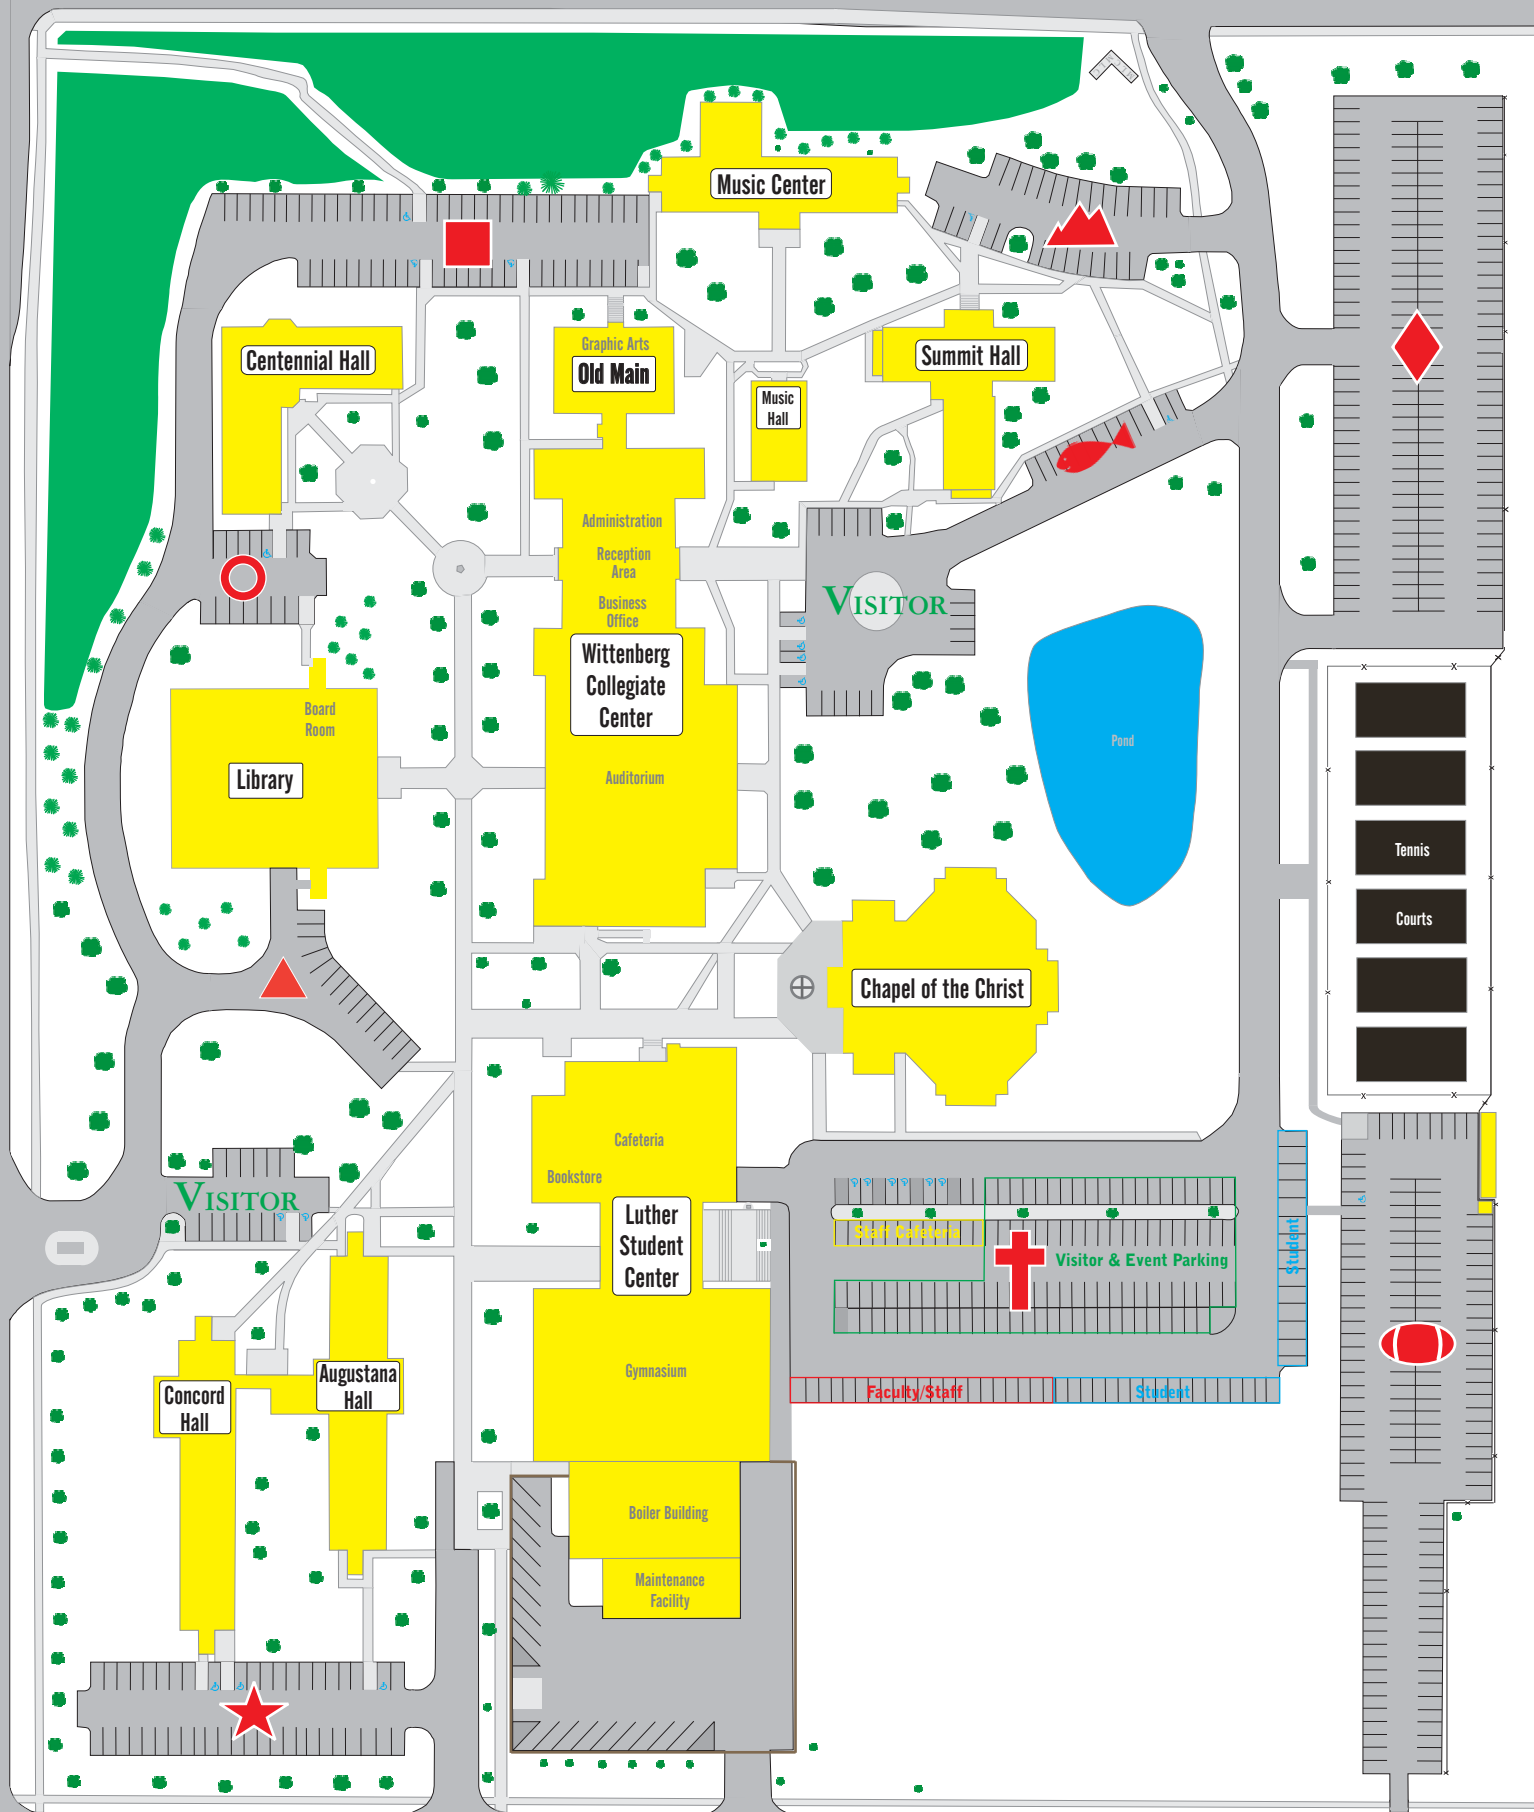 MLC
Music Center
Graphic Arts
Old Main
Centennial Hall
Summit Hall
Music
Hall
Administration
Reception
Area
Business
Office
VISITOR
Wittenberg
Collegiate
Center
Board
Room
Pond
Library
Auditorium
Tennis
Courts
Chapel of the Christ
Cafeteria
Bookstore
VISITOR
Luther
Student
Center
Staff Cafeteria
Visitor & Event Parking
Student
Gymnasium
Augustana
Hall
Concord
Hall
Faculty/Staff
Student
Boiler Building
Maintenance
Facility